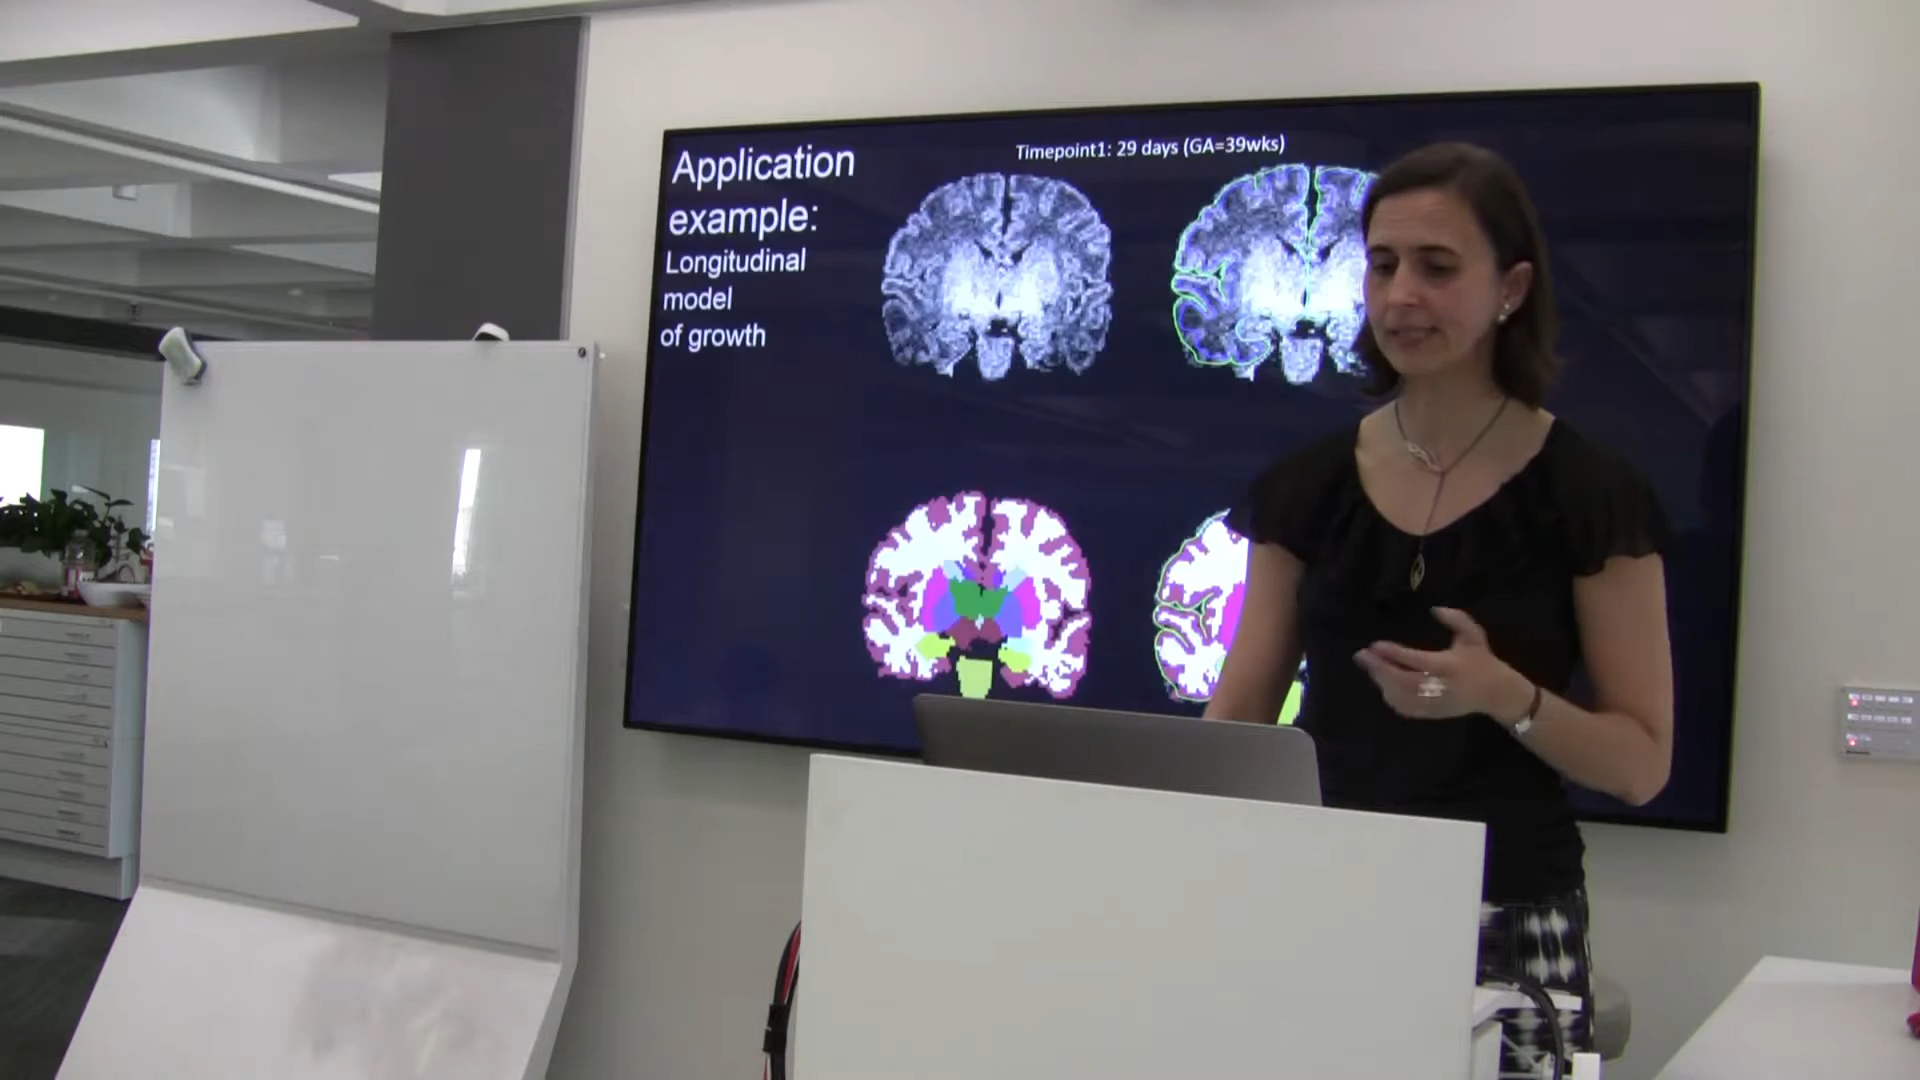 Application
example:
Longitudinal
model
of growth
Timepoint1: 29 days (GA=39wks)